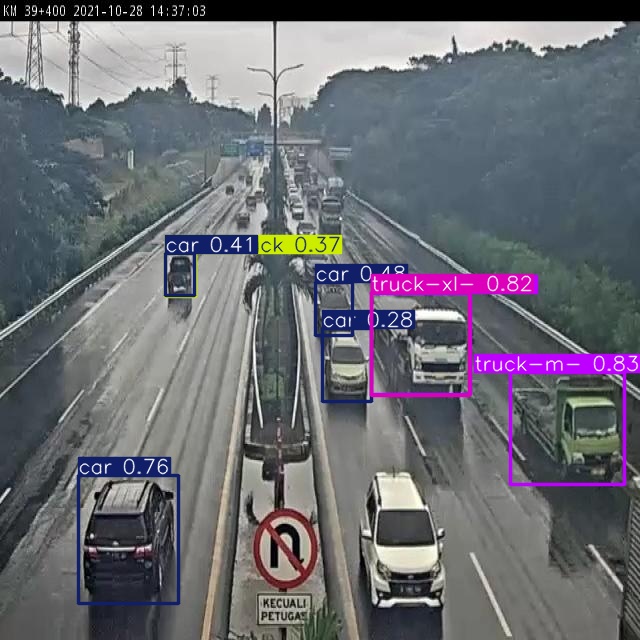 KM 39+400 2021-10-28 14:37:03
car 0.41
ck 0.37
car 0.48
truck-xl- 0.82
car 0.28
truck-m- 0.83
car 0.76
KECUALI
PETUGAS